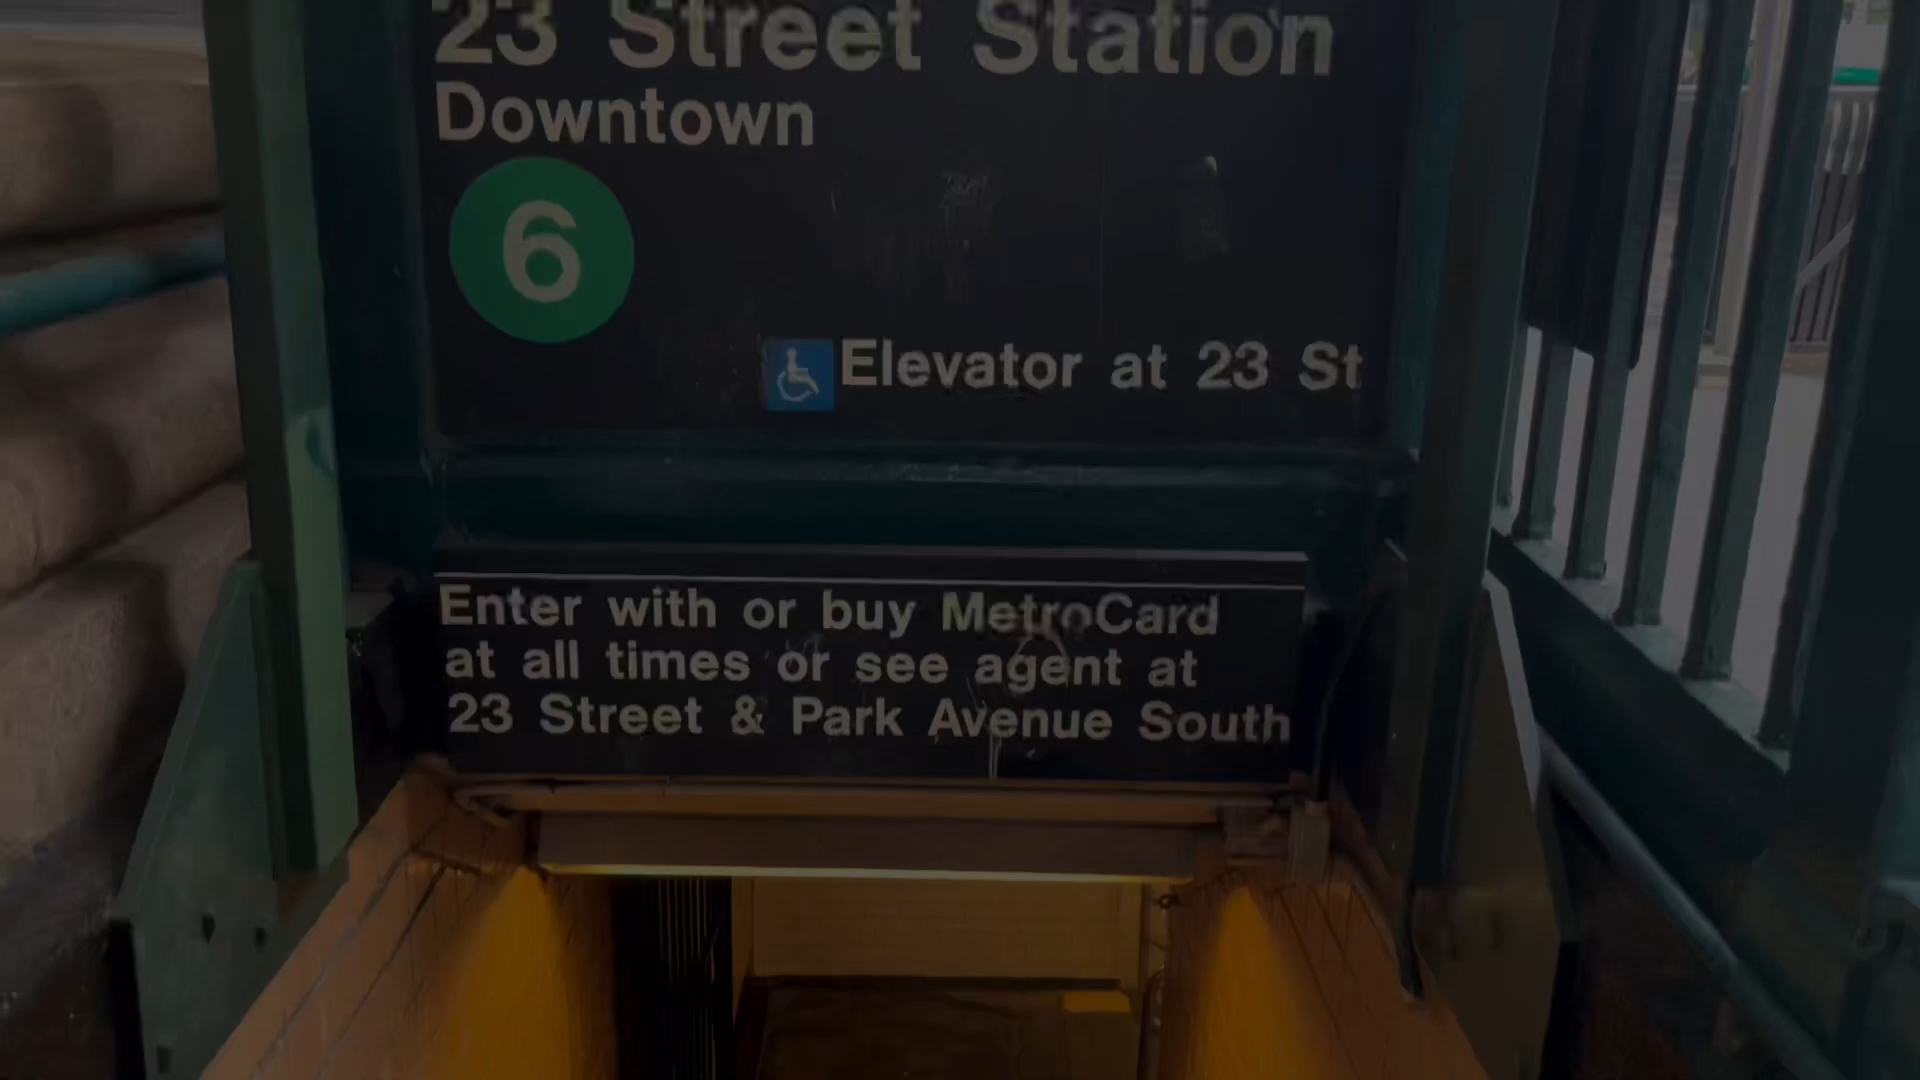 23 Street Station
Downtown
6
Elevator at 23 St
Enter with or buy MetroCard
at all times or see agent at
23 Street & Park Avenue South